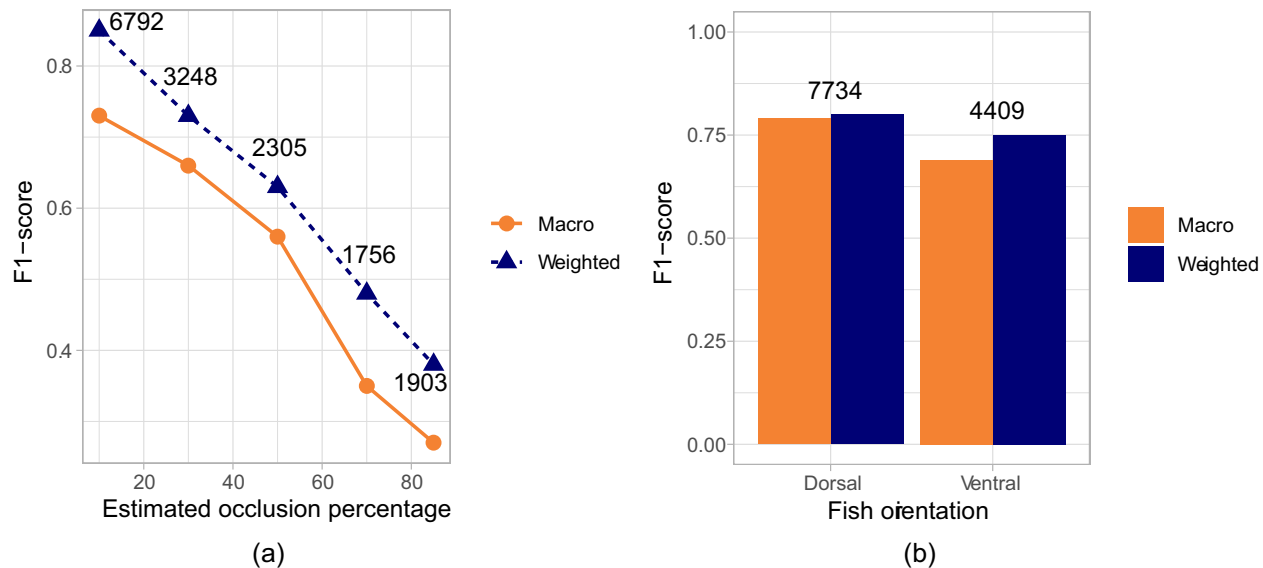 6792
3248
2305
1756
1903
0.8
0.6
0.4
F1−score
20 40 60 80
Estimated occlusion percentage
Macro
Weighted
(a)
1.00
0.75
0.50
0.25
0.00
F1−score
7734
4409
Dorsal Ventral
Fish orientation
Macro
Weighted
(b)